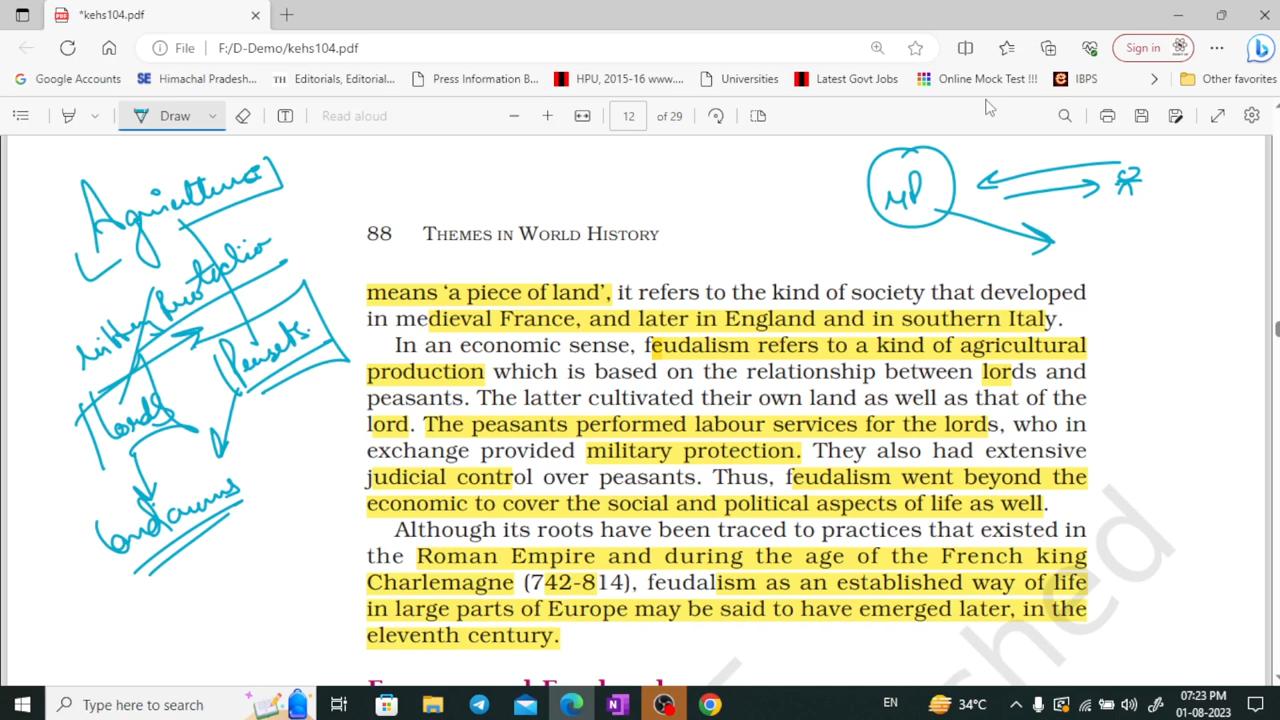 *kehs104.pdf
File F:/D-Demo/kehs104.pdf Sign in
Google Accounts SE Himachal Pradesh... TH Editorials, Editorial... Press Information B... HPU, 2015-16 www.... Universities Latest Govt Jobs Online Mock Test !!! IBPS Other favorites
Draw Read aloud 12 of 29
Agriculture
MP
88 THEMES IN WORLD HISTORY
means ‘a piece of land’, it refers to the kind of society that developed
in medieval France, and later in England and in southern Italy.
In an economic sense, feudalism refers to a kind of agricultural
production which is based on the relationship between lords and
peasants. The latter cultivated their own land as well as that of the
lord. The peasants performed labour services for the lords, who in
exchange provided military protection. They also had extensive
judicial control over peasants. Thus, feudalism went beyond the
economic to cover the social and political aspects of life as well.
Although its roots have been traced to practices that existed in
the Roman Empire and during the age of the French king
Charlemagne (742-814), feudalism as an established way of life
in large parts of Europe may be said to have emerged later, in the
eleventh century.
Protection
Lords
shed
Type here to search
EN 34°C 07:23 PM
01-08-2023